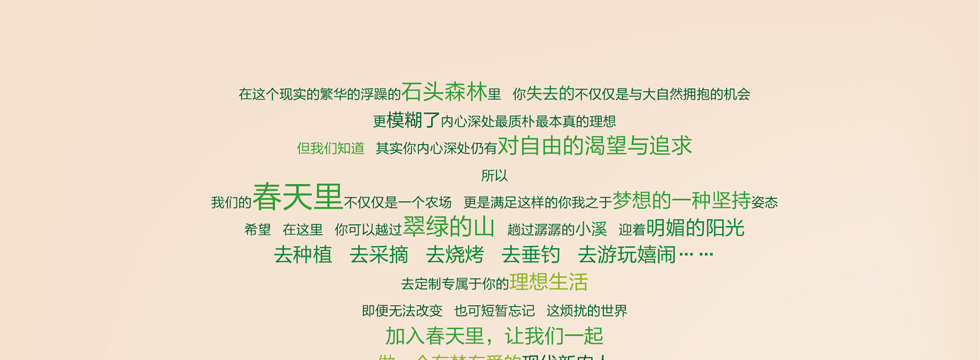 在这个现实的繁华的浮躁的石头森林里 你失去的不仅仅是与大自然拥抱的机会
更模糊了内心深处最质朴最本真的理想
但我们知道 其实你内心深处仍有对自由的渴望与追求
所以
我们的春天里不仅仅是一个农场 更是满足这样的你我之于梦想的一种坚持姿态
希望 在这里 你可以越过翠绿的山 趟过潺潺的小溪 迎着明媚的阳光
去种植 去采摘 去烧烤 去垂钓 去游玩嬉闹……
去定制专属于你的理想生活
即便无法改变 也可短暂忘记 这烦扰的世界
加入春天里，让我们一起